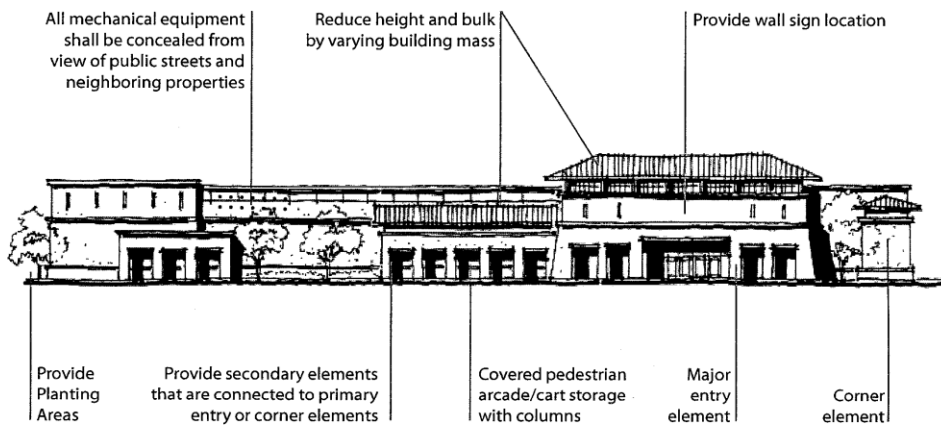 All mechanical equipment
shall be concealed from
view of public streets and
neighboring properties
Reduce height and bulk
by varying building mass
Provide wall sign location
Provide
Planting
Areas
Provide secondary elements
that are connected to primary
entry or corner elements
Covered pedestrian
arcade/cart storage
with columns
Major
entry
element
Corner
element